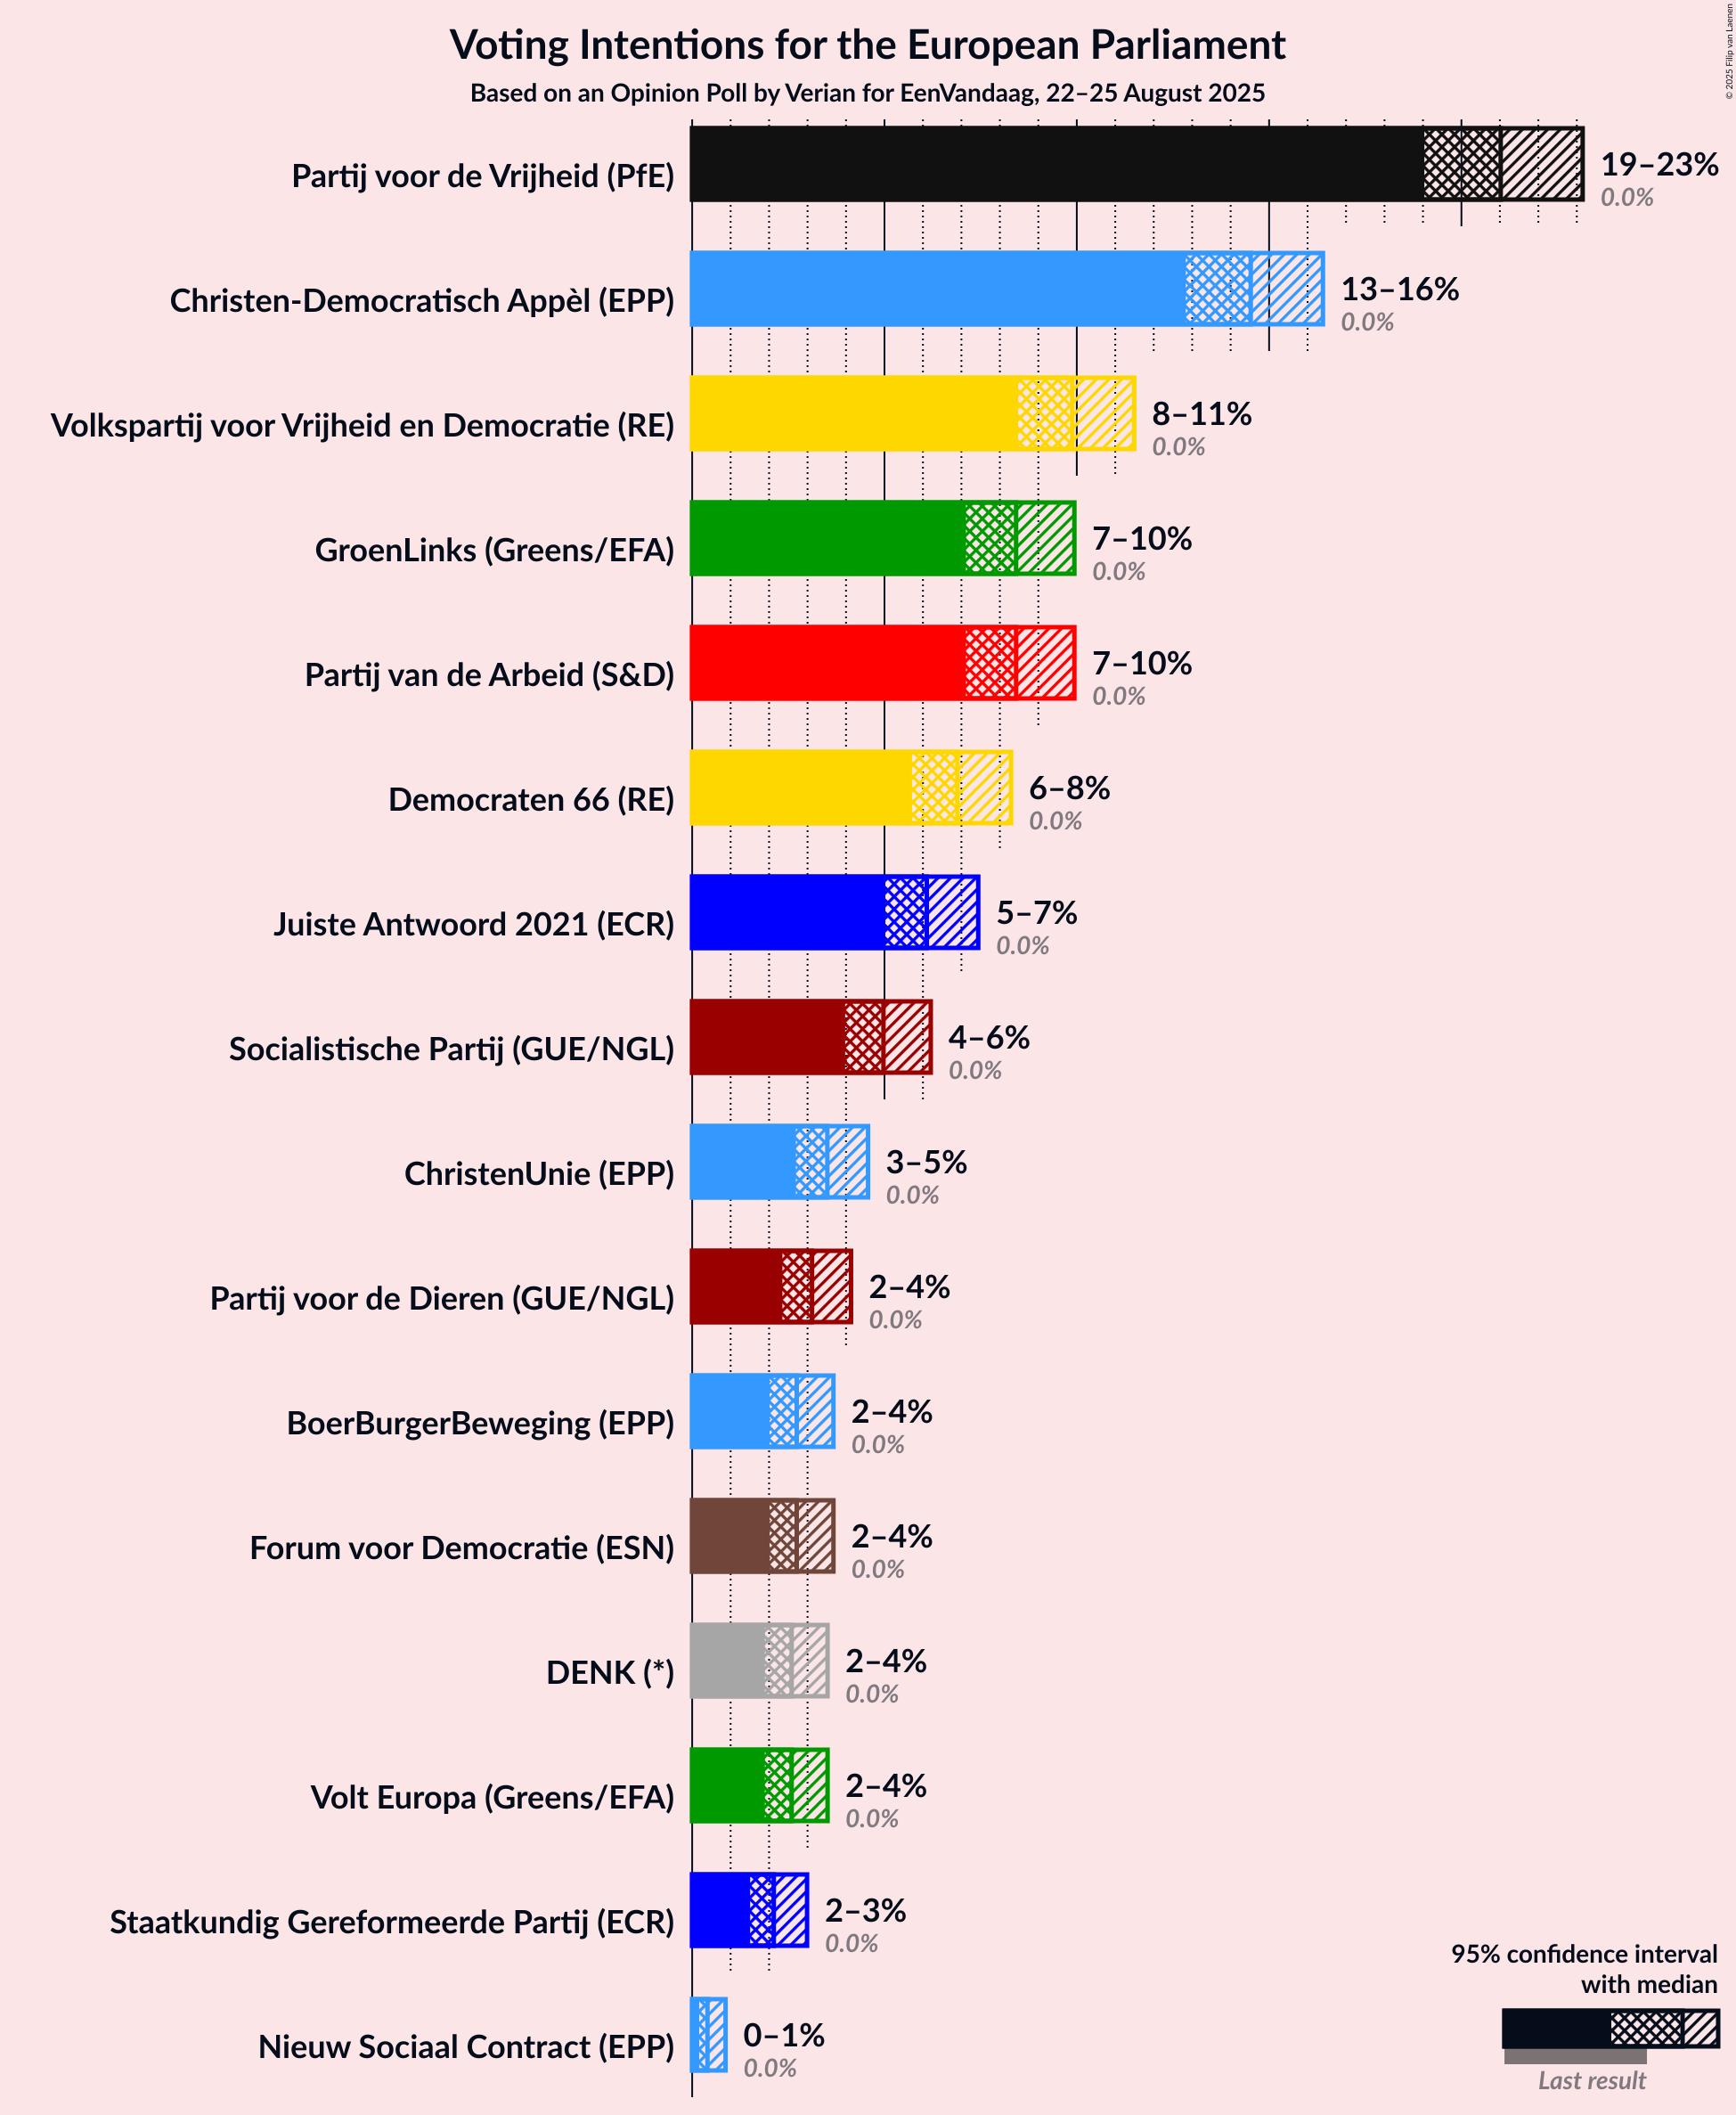 Voting Intentions for the European Parliament
Based on an Opinion Poll by Verian for EenVandaag, 22–25 August 2025
© 2025 Filip van Laenen
Partij voor de Vrijheid (PfE)
19–23%
0.0%
Christen-Democratisch Appèl (EPP)
13–16%
0.0%
Volkspartij voor Vrijheid en Democratie (RE)
8–11%
0.0%
GroenLinks (Greens/EFA)
7–10%
0.0%
Partij van de Arbeid (S&D)
7–10%
0.0%
Democraten 66 (RE)
6–8%
0.0%
Juiste Antwoord 2021 (ECR)
5–7%
0.0%
Socialistische Partij (GUE/NGL)
4–6%
0.0%
ChristenUnie (EPP)
3–5%
0.0%
Partij voor de Dieren (GUE/NGL)
2–4%
0.0%
BoerBurgerBeweging (EPP)
2–4%
0.0%
Forum voor Democratie (ESN)
2–4%
0.0%
DENK (*)
2–4%
0.0%
Volt Europa (Greens/EFA)
2–4%
0.0%
Staatkundig Gereformeerde Partij (ECR)
2–3%
0.0%
Nieuw Sociaal Contract (EPP)
0–1%
0.0%
95% confidence interval
with median
Last result